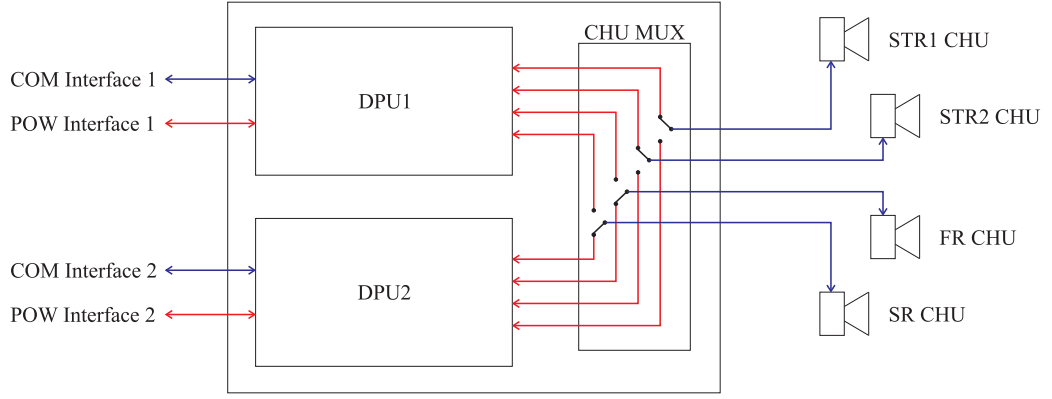 CHU MUX
STR1 CHU
COM Interface 1
DPU1
STR2 CHU
POW Interface 1
FR CHU
COM Interface 2
DPU2
POW Interface 2
SR CHU